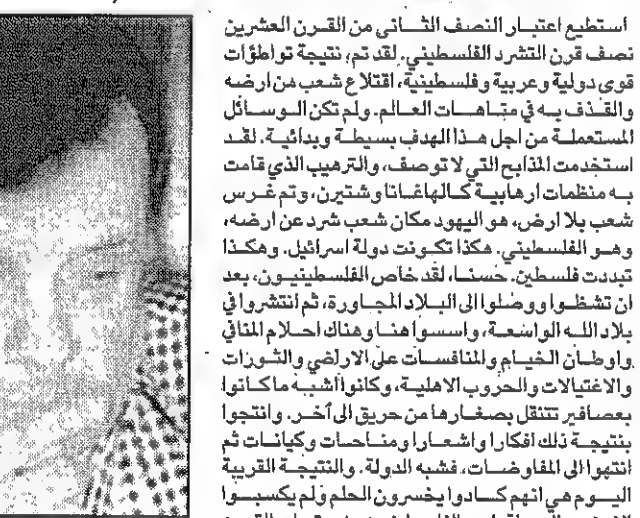 استطيع اعتبار النصف الثاني من القرن العشرين
نصف قرن التشرد الفلسطيني. لقد تم، نتيجة تواطؤات
قوى دولية وعربية وفلسطينية، اقتلاع شعب من ارضه
والقذف به في متاهات العالم. ولم تكن الوسائل
المستعملة من اجل هذا الهدف بسيطة وبدائية. لقد
استخدمت المذابح التي لا توصف، والترهيب الذي قامت
به منظمات ارهابية كالهاغانا وشتيرن، وتم غرس
شعب بلا ارض، هو اليهود مكان شعب شرد عن ارضه،
وهو الفلسطيني. هكذا تكونت دولة اسرائيل. وهكذا
تبددت فلسطين. حسنا، لقد خاض الفلسطينيون، بعد
ان تشظوا ووصلوا الى البلاد المجاورة، ثم انتشروا في
بلاد الله الواسعة، واسسوا هنا وهناك احلام المنافي
واوطان الخيام والمنافسات على الاراضي والثورات
والاغتيالات والحروب الاهلية، وكانوا اشبه ما كانوا
بعصافير تتنقل بصغارها من حريق الى آخر. وانتجوا
بنتيجة ذلك افكارا واشعارا ومناحات وكيانات ثم
انتهوا الى المفاوضات، فشبه الدولة. والنتيجة القريبة
اليوم هي انهم كادوا يخسرون الحلم ولم يكسبوا